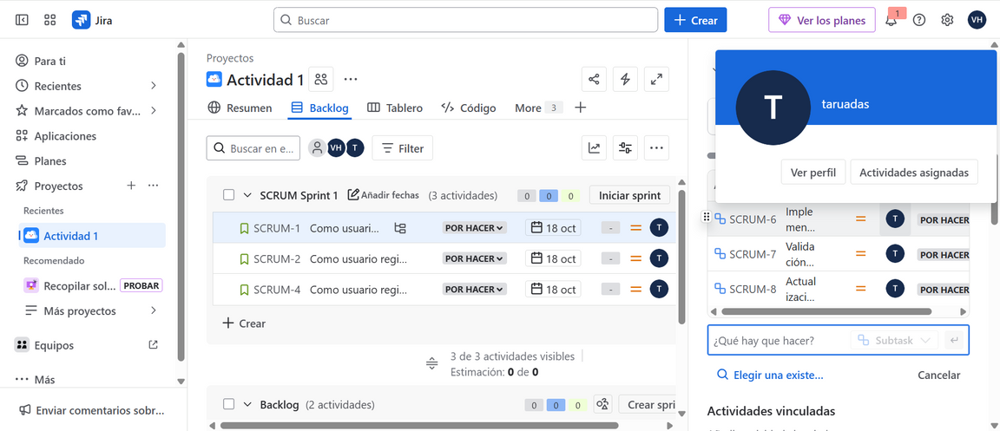 Jira
Buscar
Crear
Ver los planes
1
VH
Para ti
Recientes
Marcados como fav...
Aplicaciones
Planes
Proyectos
Recientes
Actividad 1
Recomendado
Recopilar sol... PROBAR
Más proyectos
Equipos
Más
Enviar comentarios sobr...
Proyectos
Actividad 1
Resumen Backlog Tablero Código More 3
Buscar en e... VH T Filter
SCRUM Sprint 1 Añadir fechas (3 actividades) 0 0 0 Iniciar sprint
SCRUM-1 Como usuari... POR HACER 18 oct - T
SCRUM-2 Como usuario regi... POR HACER 18 oct - T
SCRUM-4 Como usuario regi... POR HACER 18 oct - T
Crear
3 de 3 actividades visibles
Estimación: 0 de 0
Backlog (2 actividades) 0 0 0 Crear spri
T taruadas
Ver perfil Actividades asignadas
SCRUM-6 Imple
men... T POR HACER
SCRUM-7 Valida
ción... T POR HACER
SCRUM-8 Actual
izaci... T POR HACER
¿Qué hay que hacer? Subtask
Elegir una existe... Cancelar
Actividades vinculadas